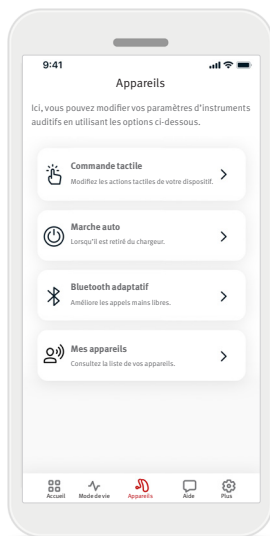 9:41
Appareils
Ici, vous pouvez modifier vos paramètres d'instruments
auditifs en utilisant les options ci-dessous.
Commande tactile
Modifiez les actions tactiles de votre dispositif.
Marche auto
Lorsqu'il est retiré du chargeur.
Bluetooth adaptatif
Améliore les appels mains libres.
Mes appareils
Consultez la liste de vos appareils.
Accueil Mode de vie Appareils Aide Plus